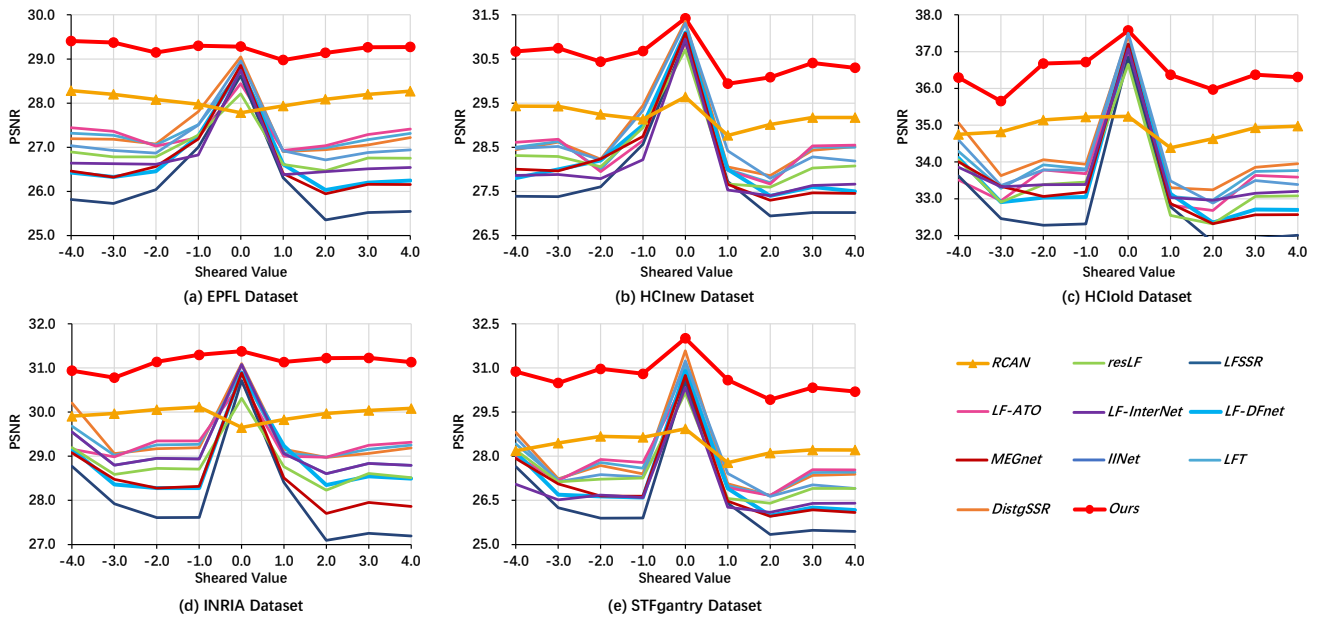 30.0
29.0
28.0
27.0
26.0
25.0
PSNR
-4.0 -3.0 -2.0 -1.0 0.0 1.0 2.0 3.0 4.0
Sheared Value
(a) EPFL Dataset
31.5
30.5
29.5
28.5
27.5
26.5
PSNR
-4.0 -3.0 -2.0 -1.0 0.0 1.0 2.0 3.0 4.0
Sheared Value
(b) HCInew Dataset
38.0
37.0
36.0
35.0
34.0
33.0
32.0
PSNR
-4.0 -3.0 -2.0 -1.0 0.0 1.0 2.0 3.0 4.0
Sheared Value
(c) HCIold Dataset
32.0
31.0
30.0
29.0
28.0
27.0
PSNR
-4.0 -3.0 -2.0 -1.0 0.0 1.0 2.0 3.0 4.0
Sheared Value
(d) INRIA Dataset
32.5
31.0
29.5
28.0
26.5
25.0
PSNR
-4.0 -3.0 -2.0 -1.0 0.0 1.0 2.0 3.0 4.0
Sheared Value
(e) STFgantry Dataset
RCAN resLF LFSSR
LF-ATO LF-InterNet LF-DFnet
MEGnet IINet LFT
DistgSSR Ours